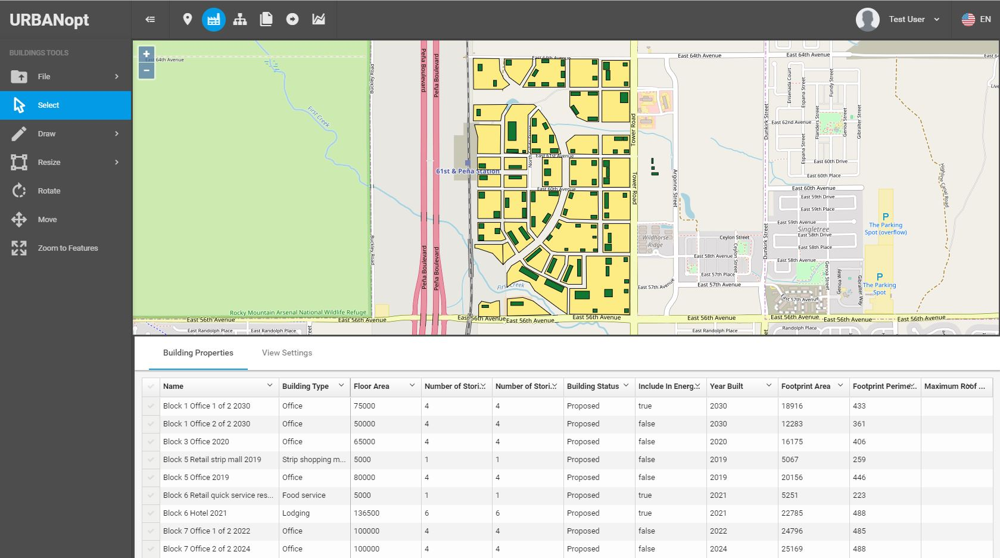 URBANopt
Test User
EN
BUILDINGS TOOLS
File
Select
Draw
Resize
Rotate
Move
Zoom to Features
+
−
East 64th Avenue
East 64th Avenue
East 64th Avenue
East 64th Avenue
East 64th Avenue
Buckley Road
Peña Boulevard
Peña Boulevard
First Creek
Tower Road
Dunkirk Street
Ensenada Court
Espana Street
Fundy Street
East 62nd Avenue
Flanders Street
Genoa Street
Gibralter Street
Espana Street
East 61st Avenue
61st & Peña Station
East 60th Drive
East 60th Place
Highline Canal Road
Tower Road
Argonne Street
East 60th Avenue
East 60th Avenue
East 59th Drive
East 59th Place
P
The Parking
Spot (overflow)
East 59th Avenue
Singletree
East 58th Drive
East 58th Place
Wildhorse
Ridge
Ceylon Street
Ceylon Street
Dunkirk Street
Buckley Road
Peña Boulevard
Peña Boulevard
East 58th Avenue
East 58th Avenue
East 57th Place
East 57th Avenue
East 57th Avenue
Genoa Street
Genoa Way
Gibralter Way
P
The Parking
Spot
First Creek
East 57th Avenue
Rocky Mountain Arsenal National Wildlife Refuge
East 56th Avenue
East 56th Avenue
East 56th Avenue
East 56th Avenue
East 56th Avenue
East 56th Avenue
East 56th Avenue
East 56th Avenue
East 56th Avenue
East Randolph Place
East Randolph Place
East Randolph Place
Randolph Place
Building Properties
View Settings
Name Building Type Floor Area Number of Stori... Number of Stori... Building Status Include In Energ... Year Built Footprint Area Footprint Perime... Maximum Roof ...
Block 1 Office 1 of 2 2030 Office 75000 4 4 Proposed true 2030 18916 433
Block 1 Office 2 of 2 2030 Office 50000 4 4 Proposed false 2030 12283 361
Block 3 Office 2020 Office 65000 4 4 Proposed false 2020 16175 406
Block 5 Retail strip mall 2019 Strip shopping m... 5000 1 1 Proposed false 2019 5067 259
Block 5 Office 2019 Office 80000 4 4 Proposed false 2019 20156 446
Block 6 Retail quick service res... Food service 5000 1 1 Proposed true 2021 5251 223
Block 6 Hotel 2021 Lodging 136500 6 6 Proposed true 2021 22785 488
Block 7 Office 1 of 2 2022 Office 100000 4 4 Proposed false 2022 24796 485
Block 7 Office 2 of 2 2024 Office 100000 4 4 Proposed false 2024 25169 488